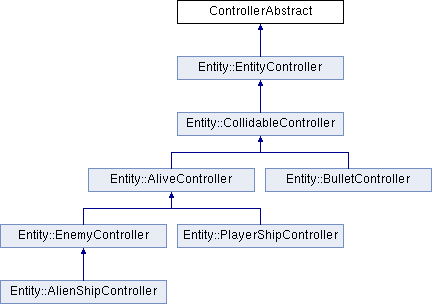 ControllerAbstract
Entity::EntityController
Entity::CollidableController
Entity::AliveController
Entity::BulletController
Entity::EnemyController
Entity::PlayerShipController
Entity::AlienShipController